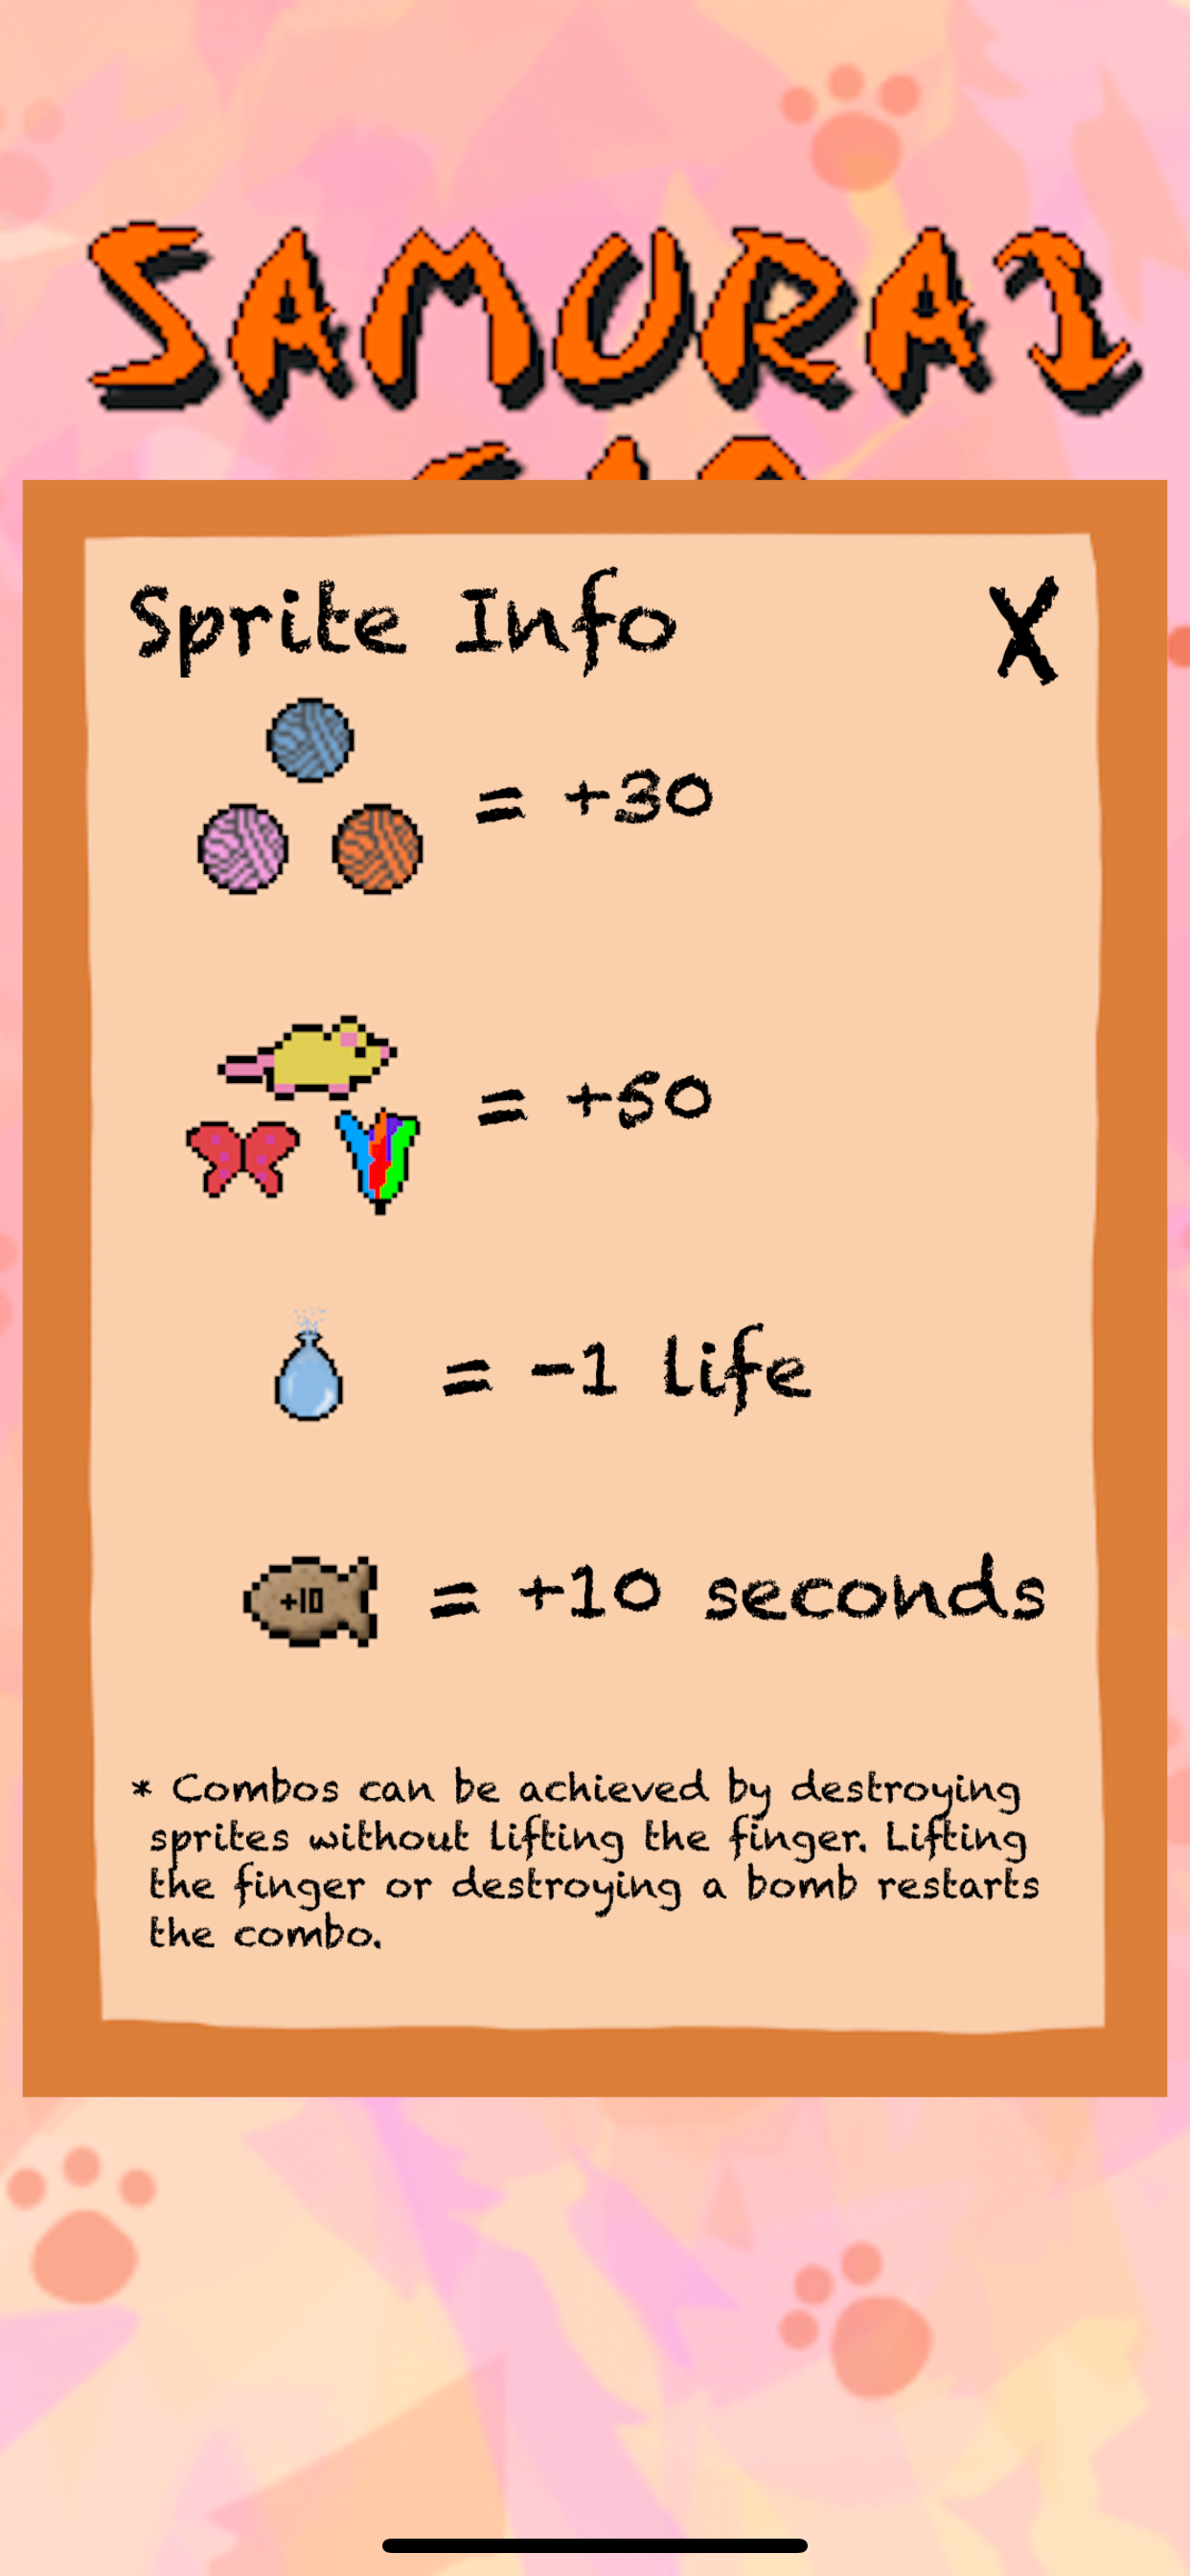 SAMURAI
Sprite Info X
= +30
= +50
= -1 life
+10 = +10 seconds
* Combos can be achieved by destroying
sprites without lifting the finger. Lifting
the finger or destroying a bomb restarts
the combo.